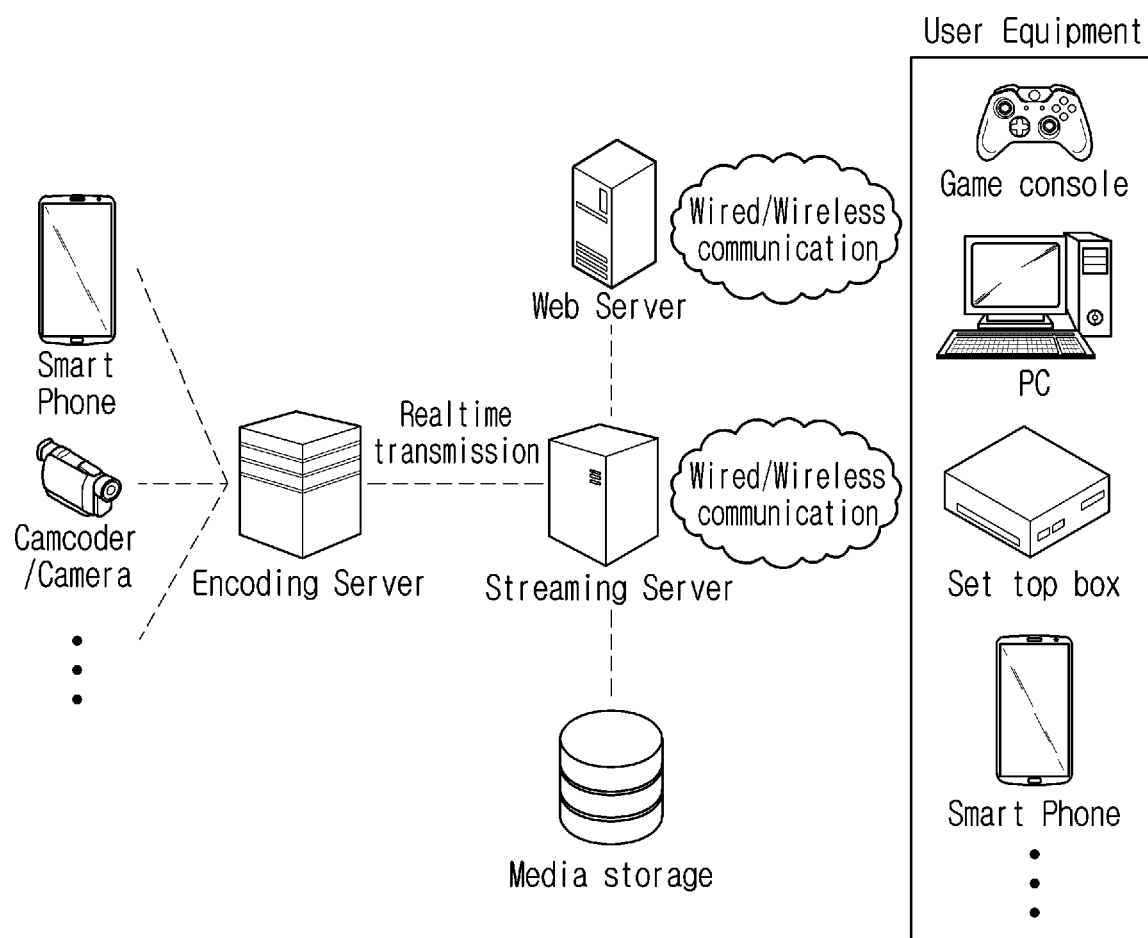 User Equipment
Game console
Wired/Wireless
communication
Web Server
Smart
Phone
PC
Realtime
transmission
Wired/Wireless
communication
Camcoder
/Camera
Encoding Server
Streaming Server
Set top box
Smart Phone
Media storage